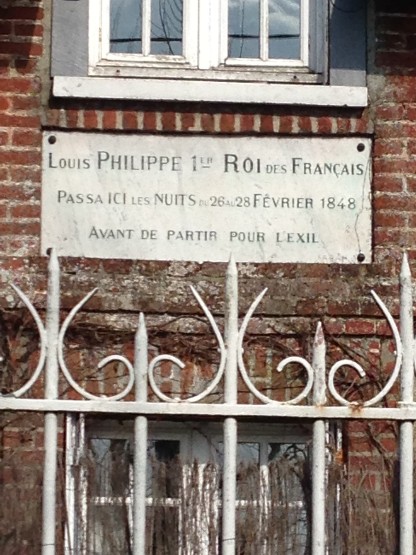 LOUIS PHILIPPE 1ER ROI DES FRANÇAIS
PASSA ICI LES NUITS DU 26 AU 28 FÉVRIER 1848
AVANT DE PARTIR POUR L'EXIL